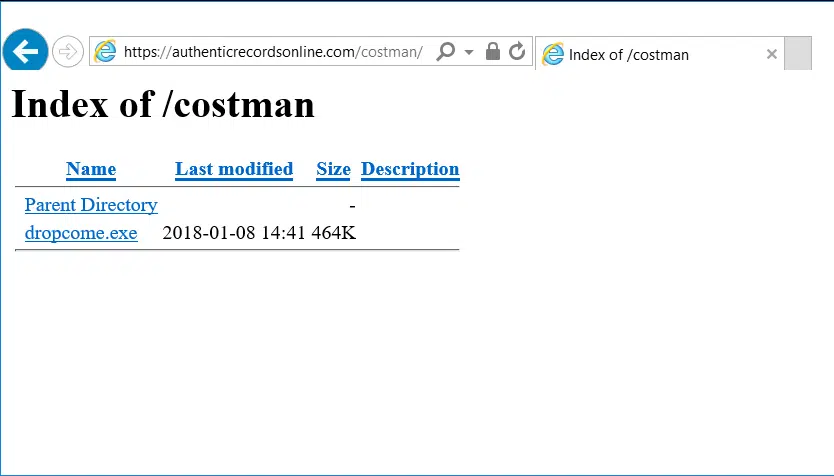 https://authenticrecordsonline.com/costman/ Index of /costman
Index of /costman
Name Last modified Size Description
Parent Directory -
dropcome.exe 2018-01-08 14:41 464K